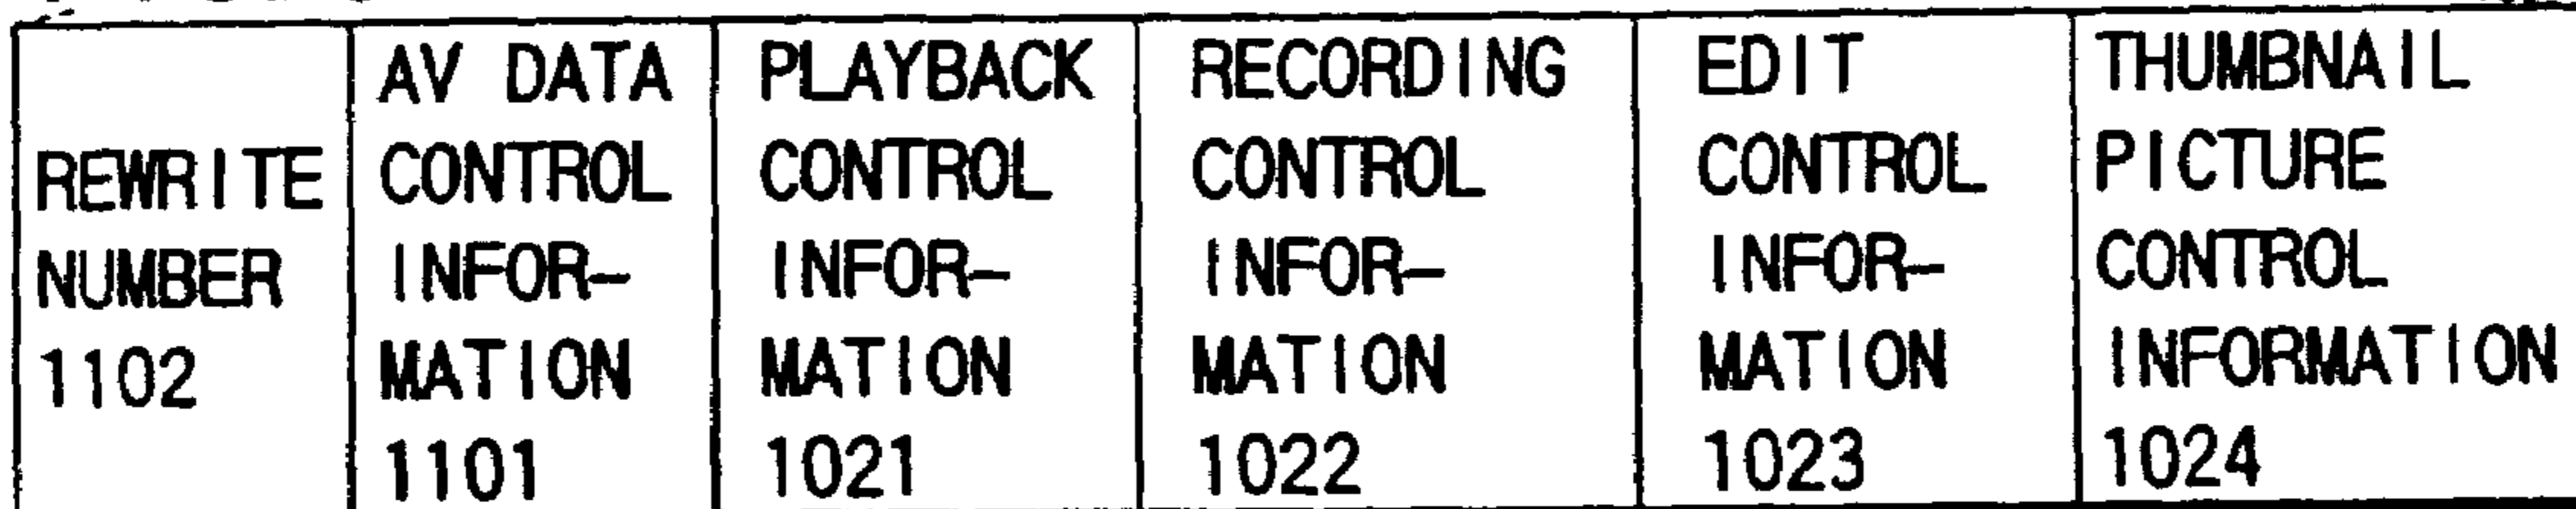 REWRITE
NUMBER
1102
AV DATA
CONTROL
INFOR-
MATION
1101
PLAYBACK
CONTROL
INFOR-
MATION
1021
RECORDING
CONTROL
INFOR-
MATION
1022
EDIT
CONTROL
INFOR-
MATION
1023
THUMBNAIL
PICTURE
CONTROL
INFORMATION
1024